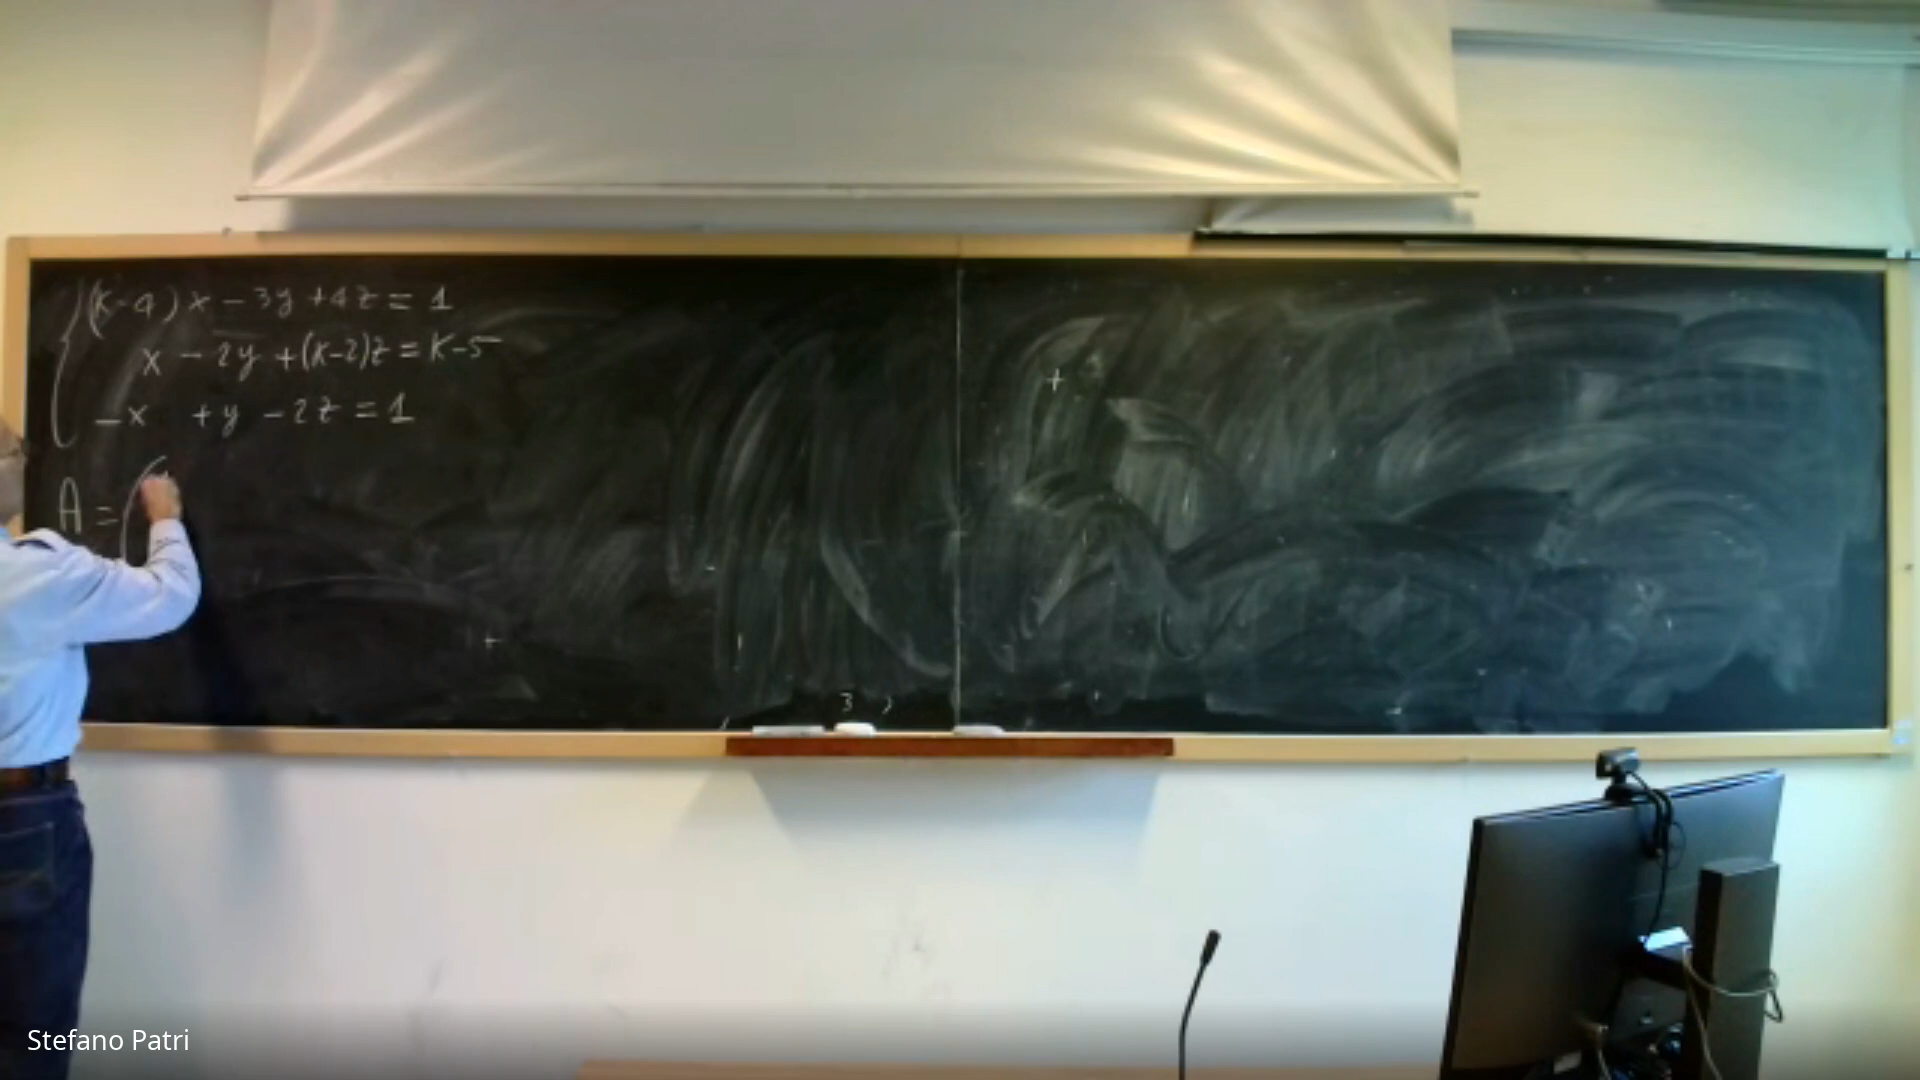 (K-4)x - 3y + 4z = 1
x - 2y + (K-2)z = K-5
-x + y - 2z = 1
A = (
Stefano Patri